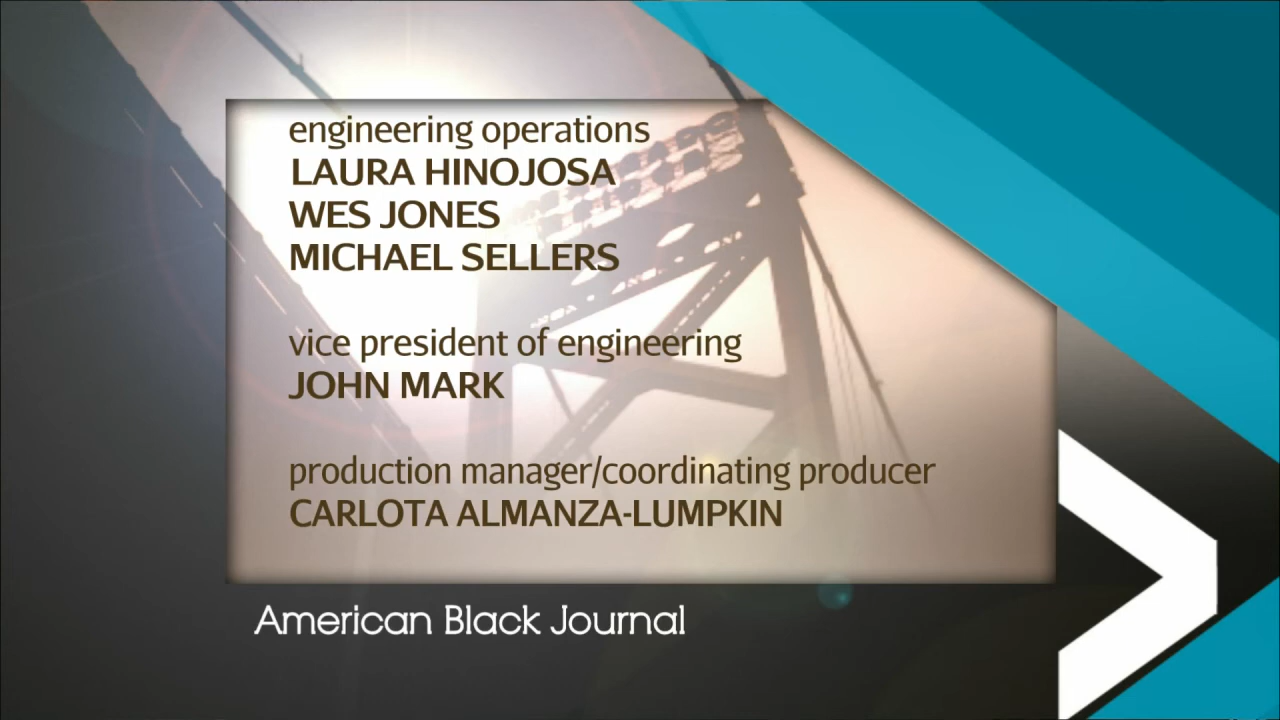 engineering operations
LAURA HINOJOSA
WES JONES
MICHAEL SELLERS
vice president of engineering
JOHN MARK
production manager/coordinating producer
CARLOTA ALMANZA-LUMPKIN
American Black Journal